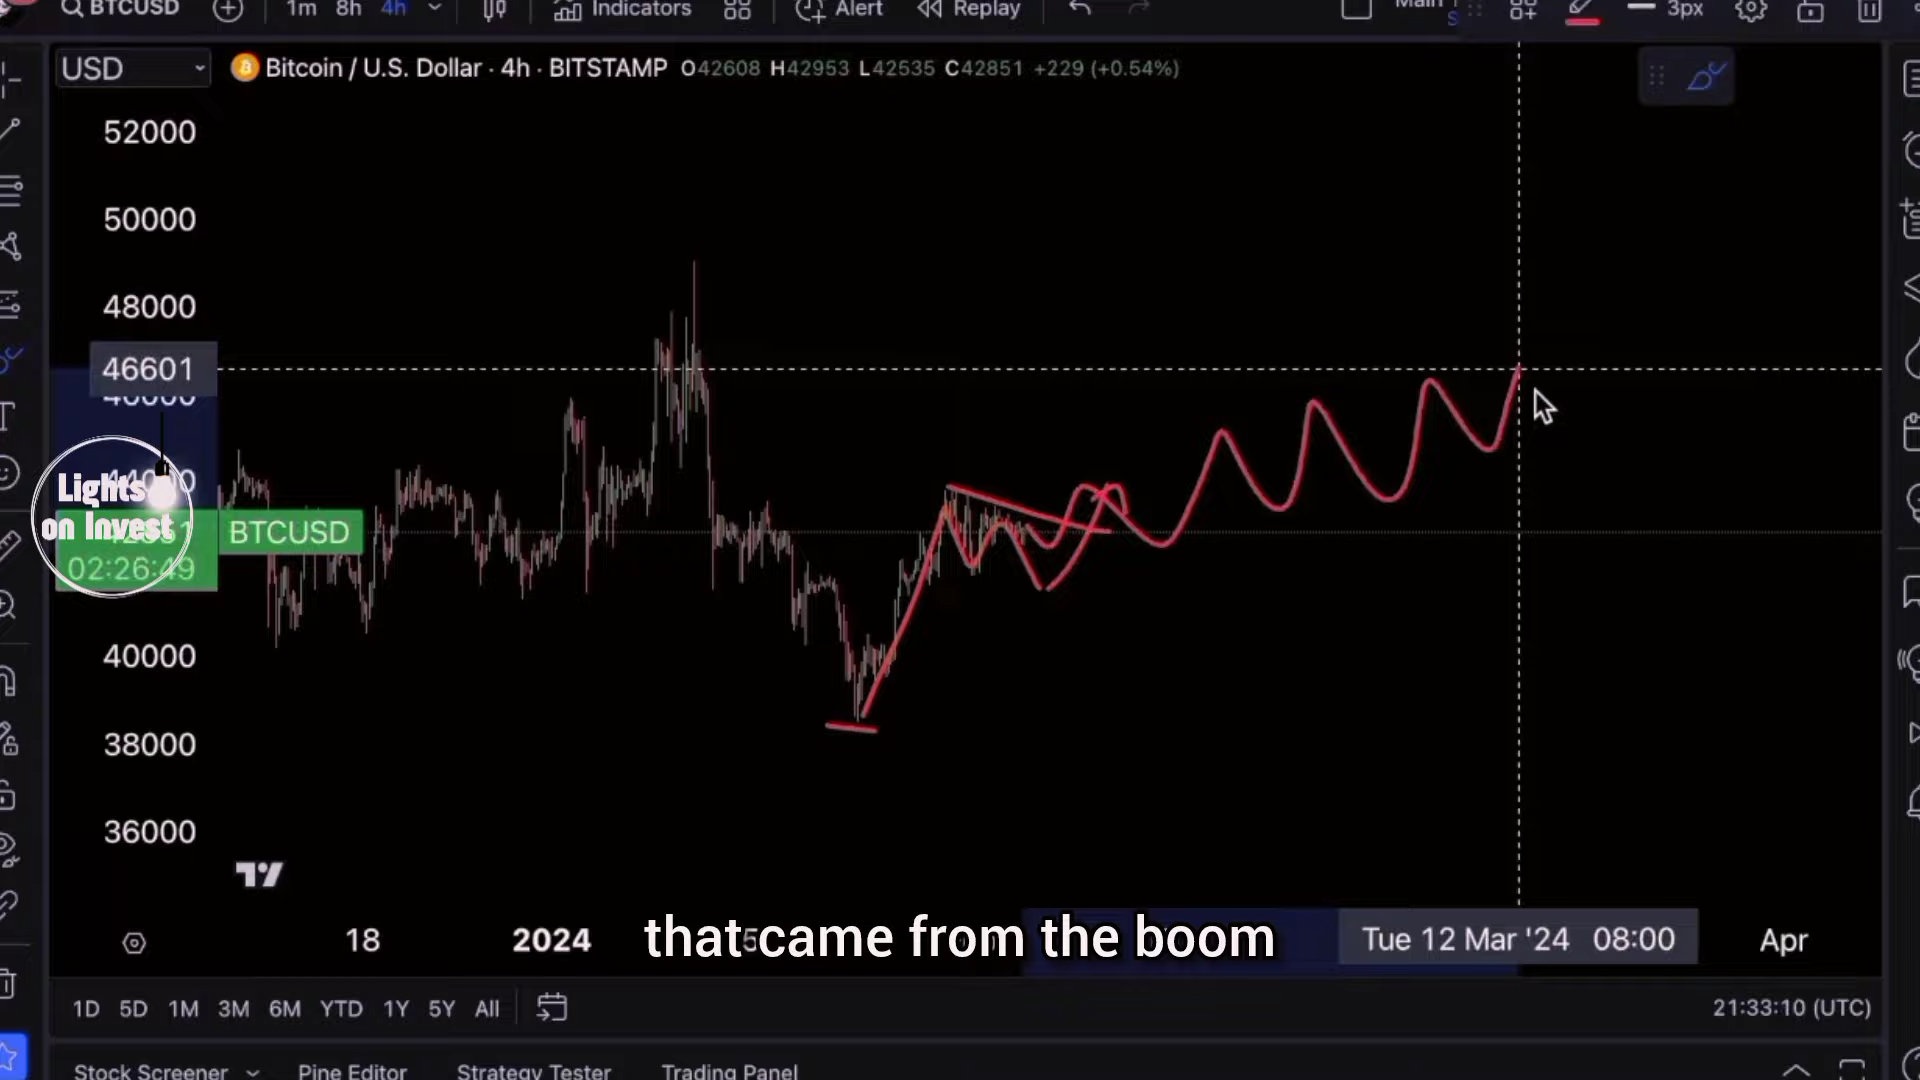 BTCUSD 1m 8h 4h Indicators Alert Replay Main 3px
USD Bitcoin / U.S. Dollar · 4h · BITSTAMP O42608 H42953 L42535 C42851 +229 (+0.54%)
52000
50000
48000
46601
Lights
on Invest
BTCUSD
02:26:49
40000
38000
36000
18 2024 Tue 12 Mar '24 08:00 Apr
that came from the boom
1D 5D 1M 3M 6M YTD 1Y 5Y All 21:33:10 (UTC)
Stock Screener Pine Editor Strategy Tester Trading Panel